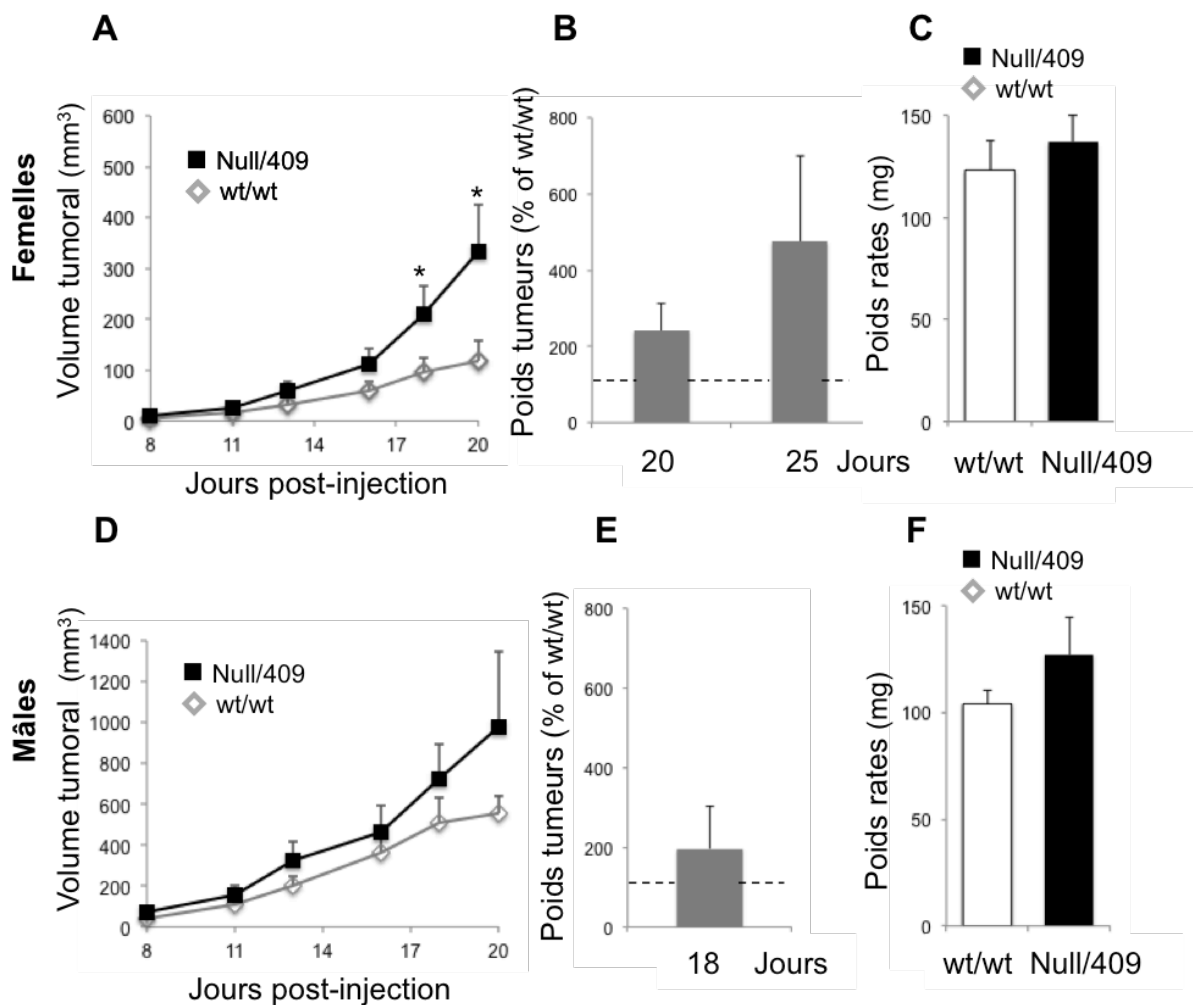 A
B
C
Femelles
Volume tumoral (mm³)
600
500
400
300
200
100
0
8
11
14
17
20
Null/409
wt/wt
*
*
Jours post-injection
Poids tumeurs (% of wt/wt)
800
600
400
200
0
20
25
Jours
Null/409
wt/wt
Poids rates (mg)
150
100
50
0
wt/wt
Null/409
D
E
F
Mâles
Volume tumoral (mm³)
1400
1200
1000
800
600
400
200
0
8
11
14
17
20
Null/409
wt/wt
Jours post-injection
Poids tumeurs (% of wt/wt)
800
600
400
200
0
18
Jours
Null/409
wt/wt
Poids rates (mg)
150
100
50
0
wt/wt
Null/409